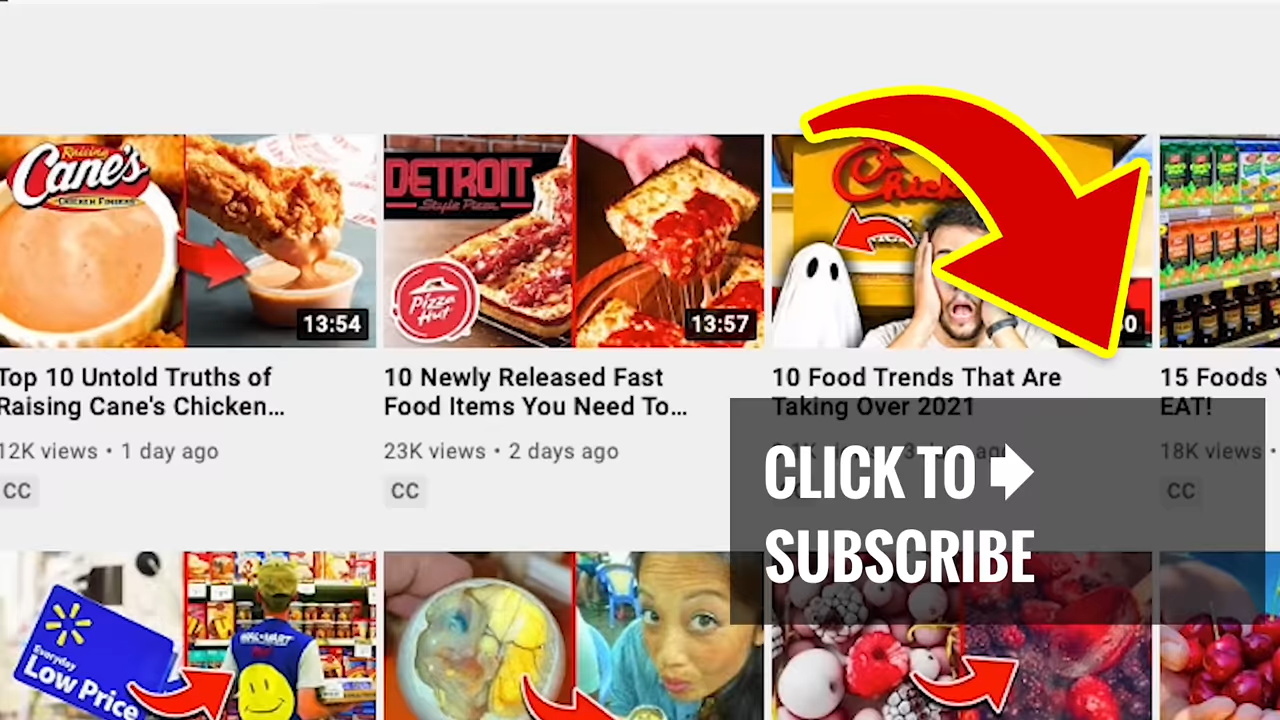 Raising
Cane's
CHICKEN FINGERS
13:54
DETROIT
Style Pizza
Pizza
Hut
13:57
Chick
Top 10 Untold Truths of
Raising Cane's Chicken...
12K views • 1 day ago
CC
10 Newly Released Fast
Food Items You Need To...
23K views • 2 days ago
CC
10 Food Trends That Are
Taking Over 2021
15 Foods
EAT!
18K views •
CC
CLICK TO
SUBSCRIBE
Everyday
Low Price
WAL-MART